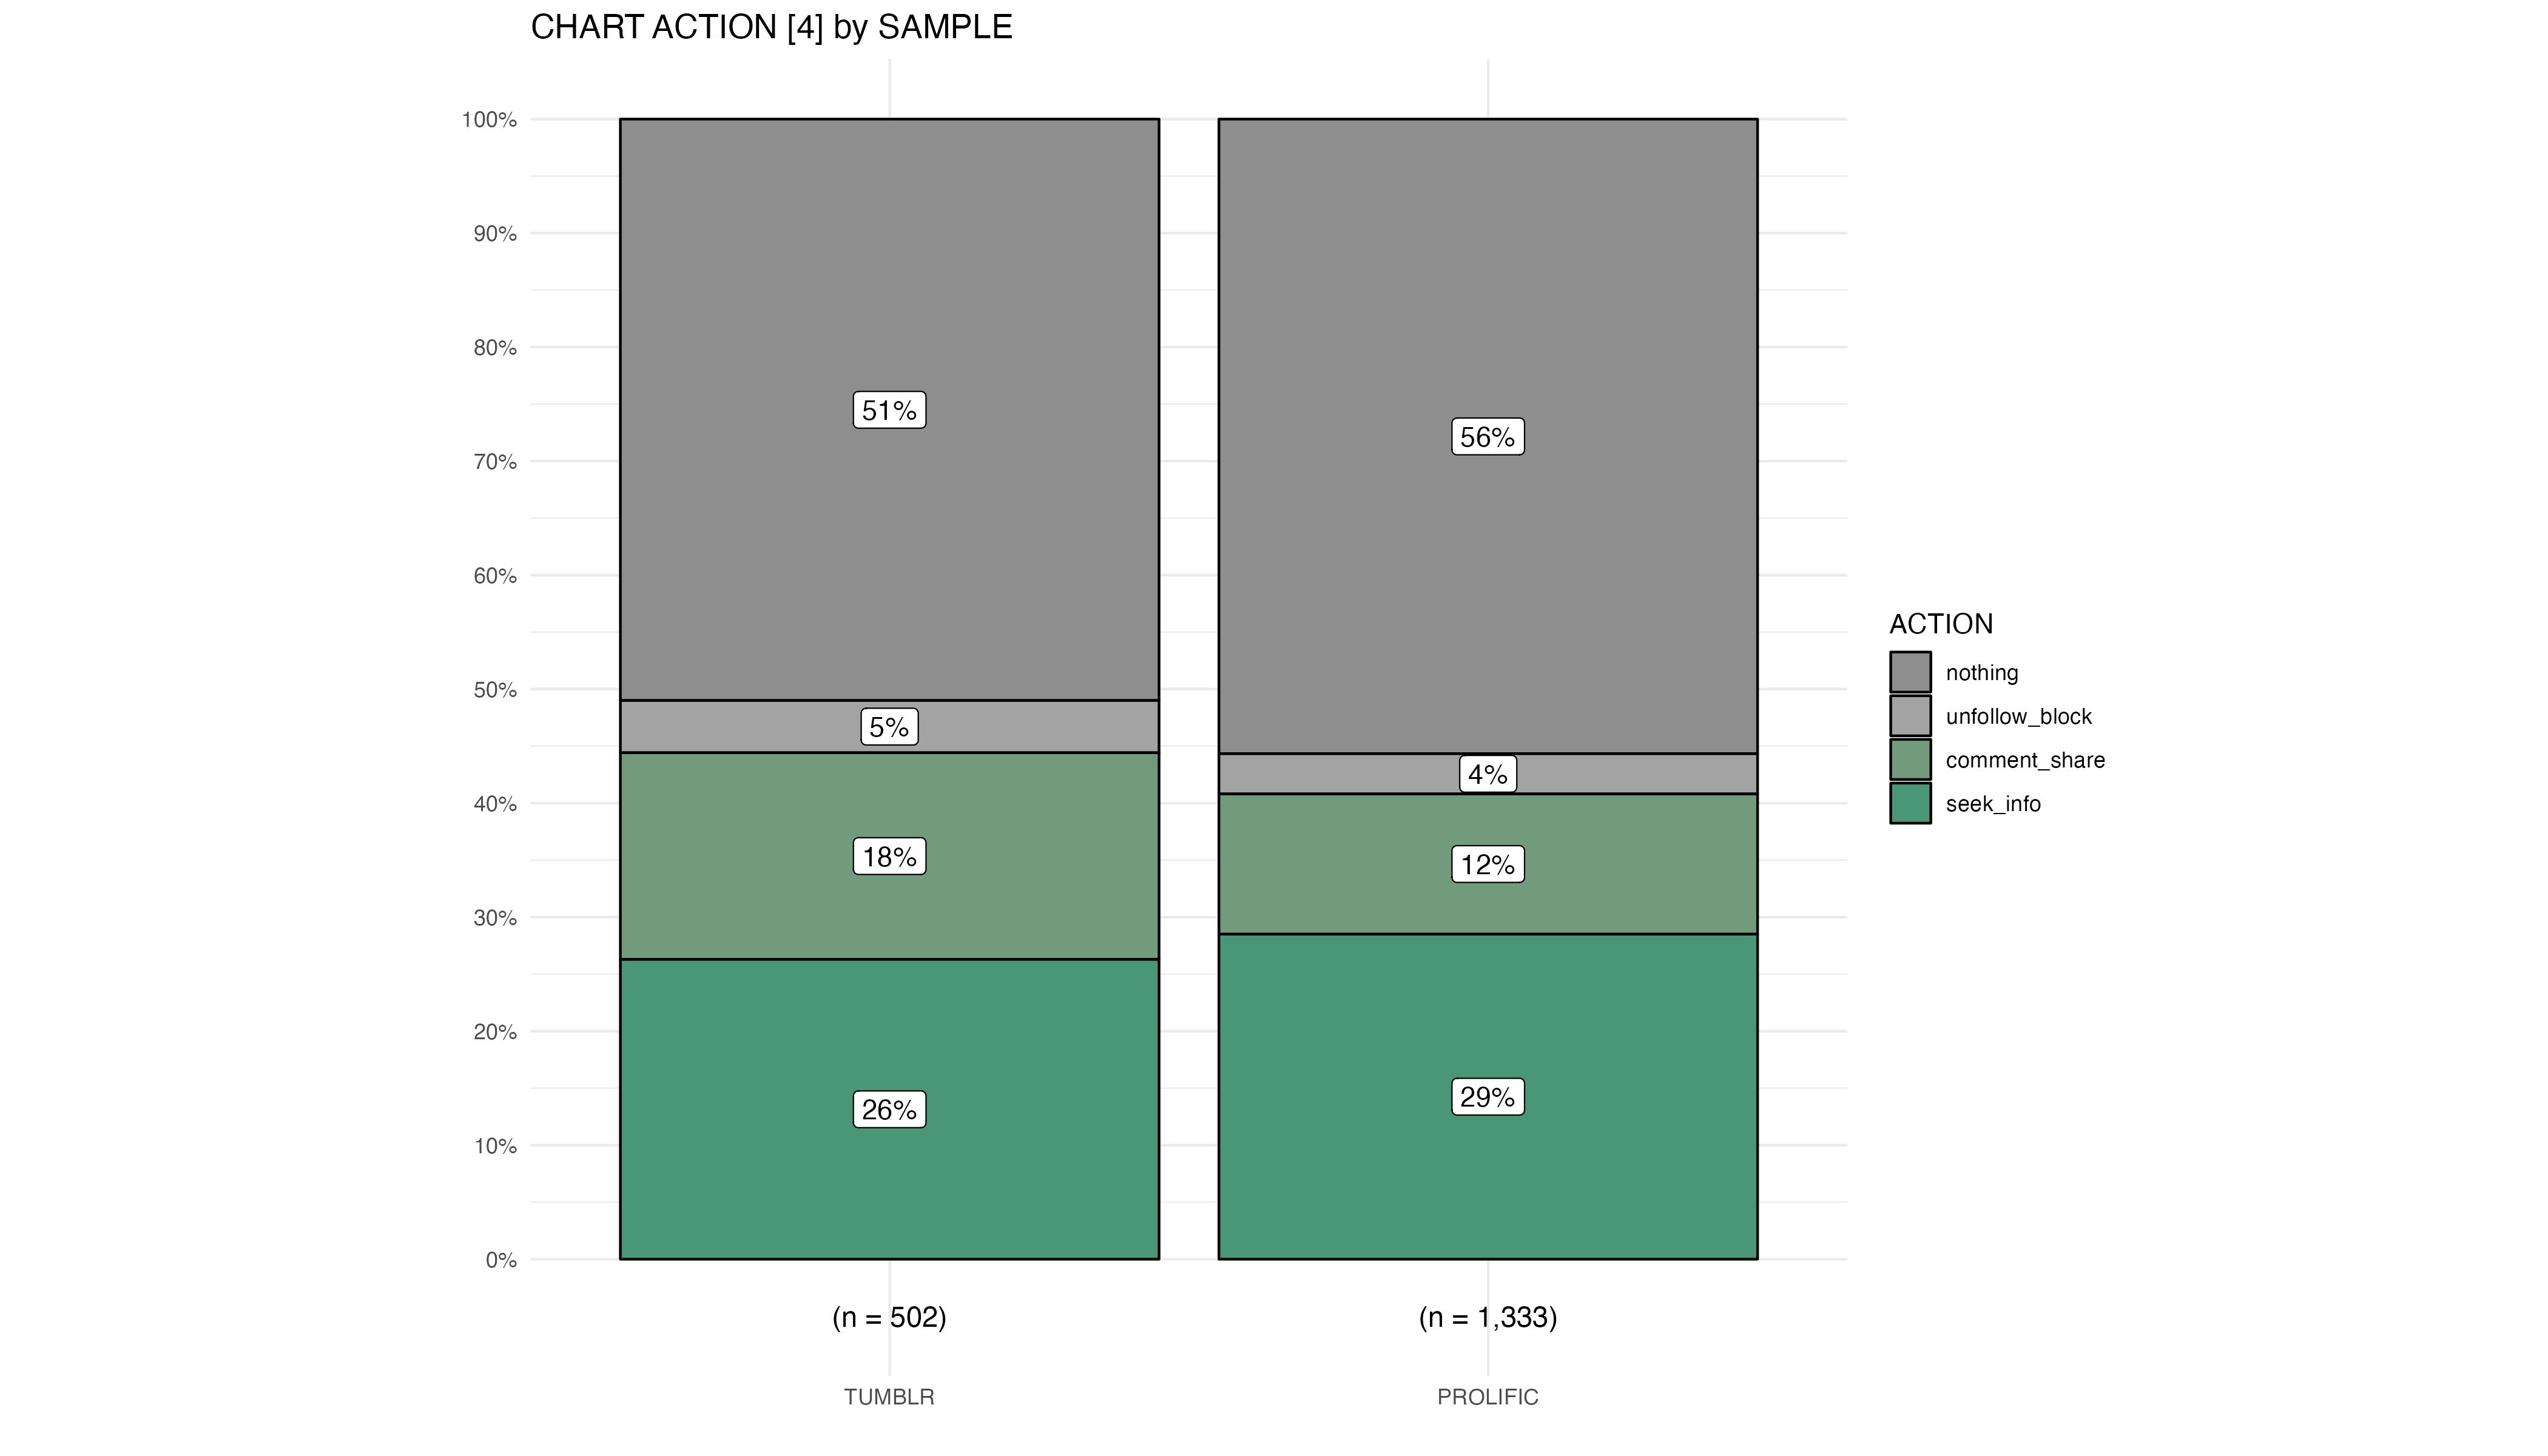 CHART ACTION [4] by SAMPLE
100%
90%
80%
70%
60%
50%
40%
30%
20%
10%
0%
51%
5%
18%
26%
56%
4%
12%
29%
(n = 502)
(n = 1,333)
TUMBLR
PROLIFIC
ACTION
nothing
unfollow_block
comment_share
seek_info